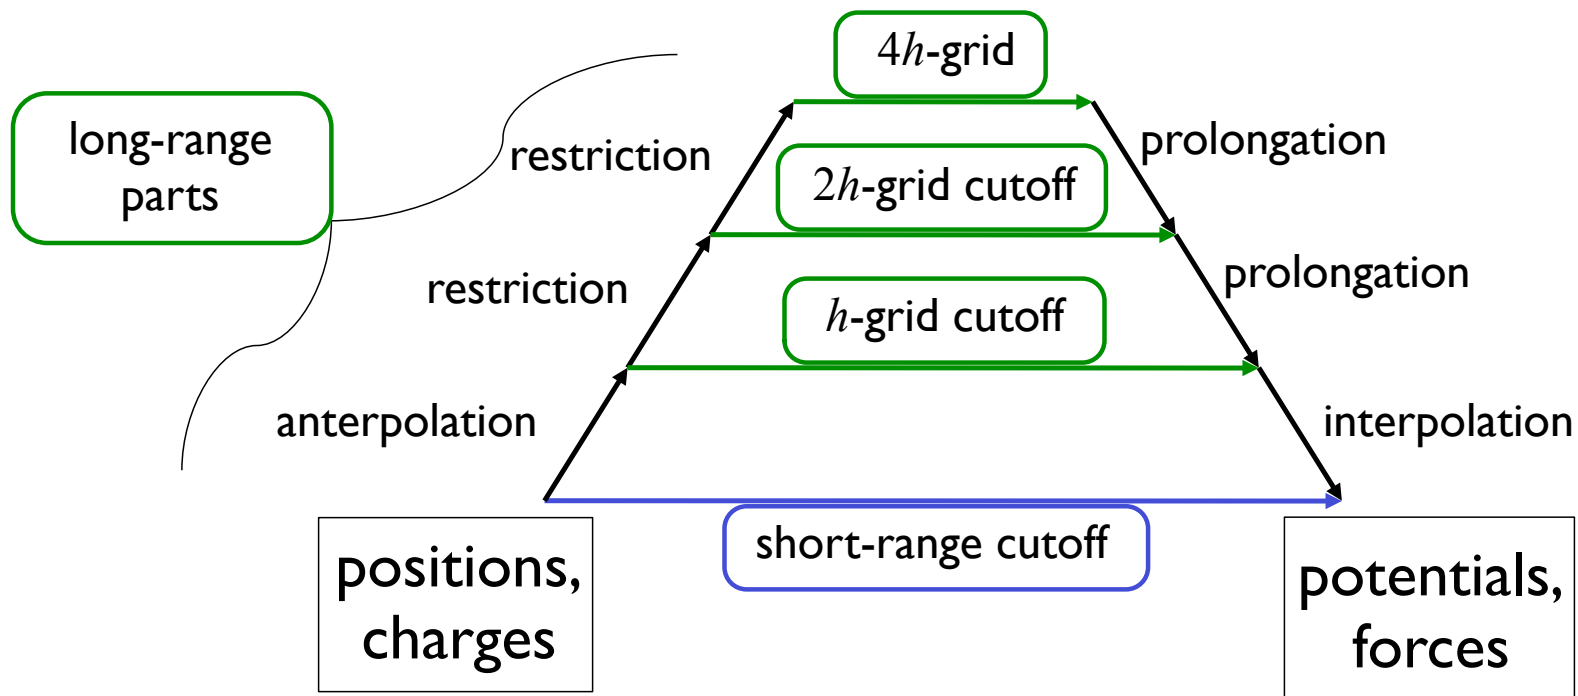 4h-grid
long-range
parts
restriction
prolongation
2h-grid cutoff
restriction
prolongation
h-grid cutoff
anterpolation
interpolation
short-range cutoff
positions,
charges
potentials,
forces